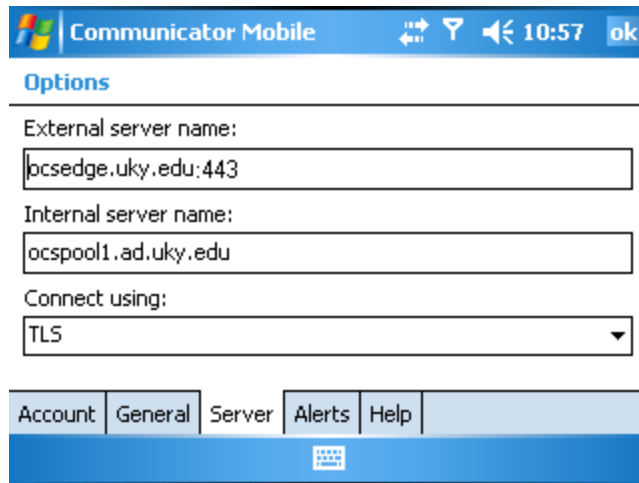 Communicator Mobile 10:57 ok
Options
External server name:
ocsedge.uky.edu:443
Internal server name:
ocspool1.ad.uky.edu
Connect using:
TLS
Account General Server Alerts Help